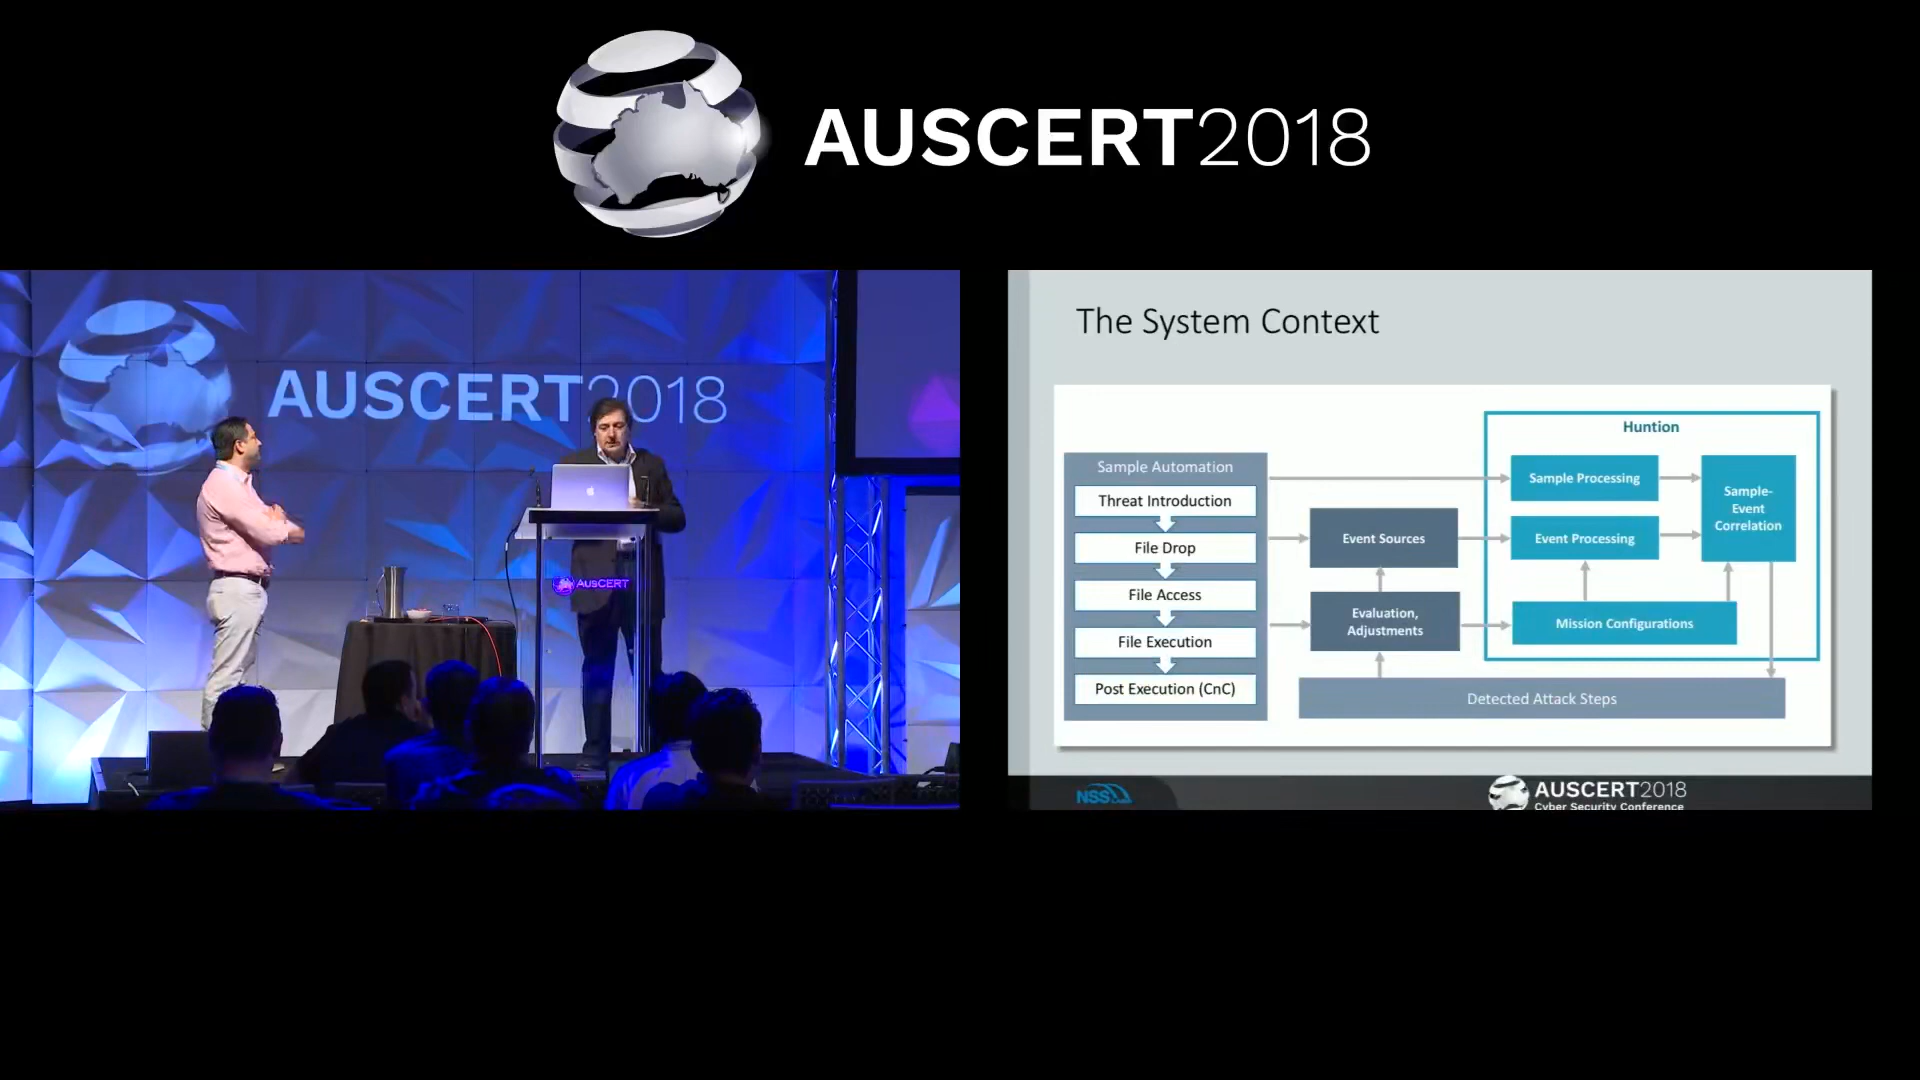 AUSCERT2018
AUSCERT2018
AUSCERT
The System Context
Huntion
Sample Automation
Threat Introduction
File Drop
File Access
File Execution
Post Execution (CnC)
Event Sources
Evaluation,
Adjustments
Sample Processing
Event Processing
Sample-
Event
Correlation
Mission Configurations
Detected Attack Steps
NSS LABS
AUSCERT2018
Cyber Security Conference